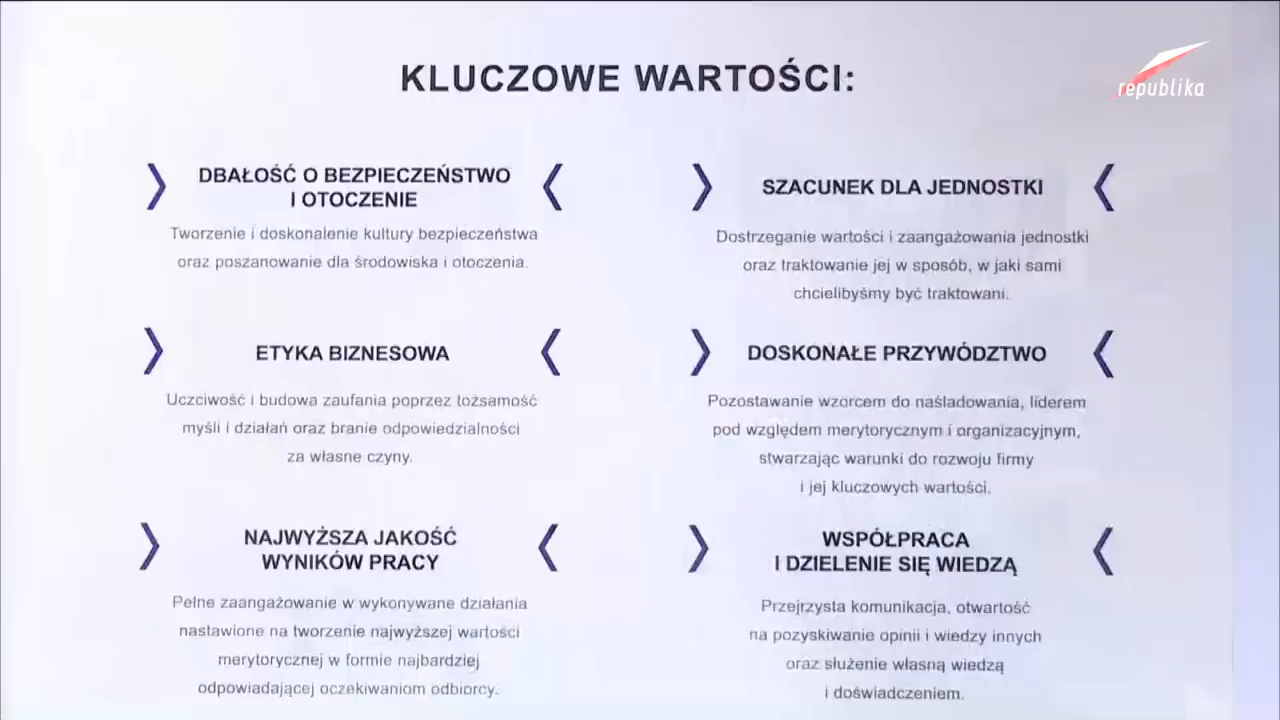 KLUCZOWE WARTOŚCI:
republika
DBAŁOŚĆ O BEZPIECZEŃSTWO
I OTOCZENIE
Tworzenie i doskonalenie kultury bezpieczeństwa
oraz poszanowanie dla środowiska i otoczenia.
SZACUNEK DLA JEDNOSTKI
Dostrzeganie wartości i zaangażowania jednostki
oraz traktowanie jej w sposób, w jaki sami
chcielibyśmy być traktowani.
ETYKA BIZNESOWA
Uczciwość i budowa zaufania poprzez tożsamość
myśli i działań oraz branie odpowiedzialności
za własne czyny.
DOSKONAŁE PRZYWÓDZTWO
Pozostawanie wzorcem do naśladowania, liderem
pod względem merytorycznym i organizacyjnym,
stwarzając warunki do rozwoju firmy
i jej kluczowych wartości.
NAJWYŻSZA JAKOŚĆ
WYNIKÓW PRACY
Pełne zaangażowanie w wykonywane działania
nastawione na tworzenie najwyższej wartości
merytorycznej w formie najbardziej
odpowiadającej oczekiwaniom odbiorcy.
WSPÓŁPRACA
I DZIELENIE SIĘ WIEDZĄ
Przejrzysta komunikacja, otwartość
na pozyskiwanie opinii i wiedzy innych
oraz służenie własną wiedzą
i doświadczeniem.